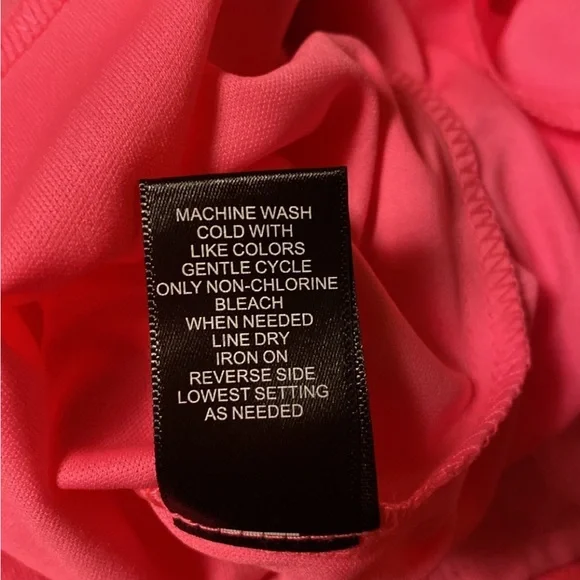 MACHINE WASH
COLD WITH
LIKE COLORS
GENTLE CYCLE
ONLY NON-CHLORINE
BLEACH
WHEN NEEDED
LINE DRY
IRON ON
REVERSE SIDE
LOWEST SETTING
AS NEEDED